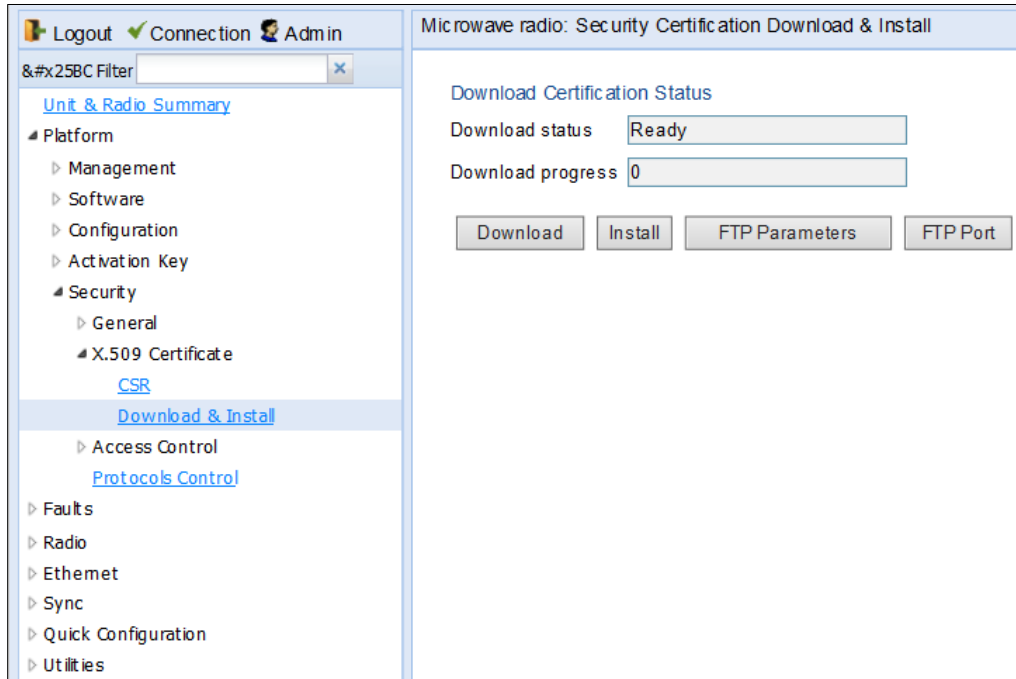 Logout Connection Admin
&#x25BC Filter
Unit & Radio Summary
Platform
Management
Software
Configuration
Activation Key
Security
General
X.509 Certificate
CSR
Download & Install
Access Control
Protocols Control
Faults
Radio
Ethernet
Sync
Quick Configuration
Utilities
Microwave radio: Security Certification Download & Install
Download Certification Status
Download status Ready
Download progress 0
Download Install FTP Parameters FTP Port